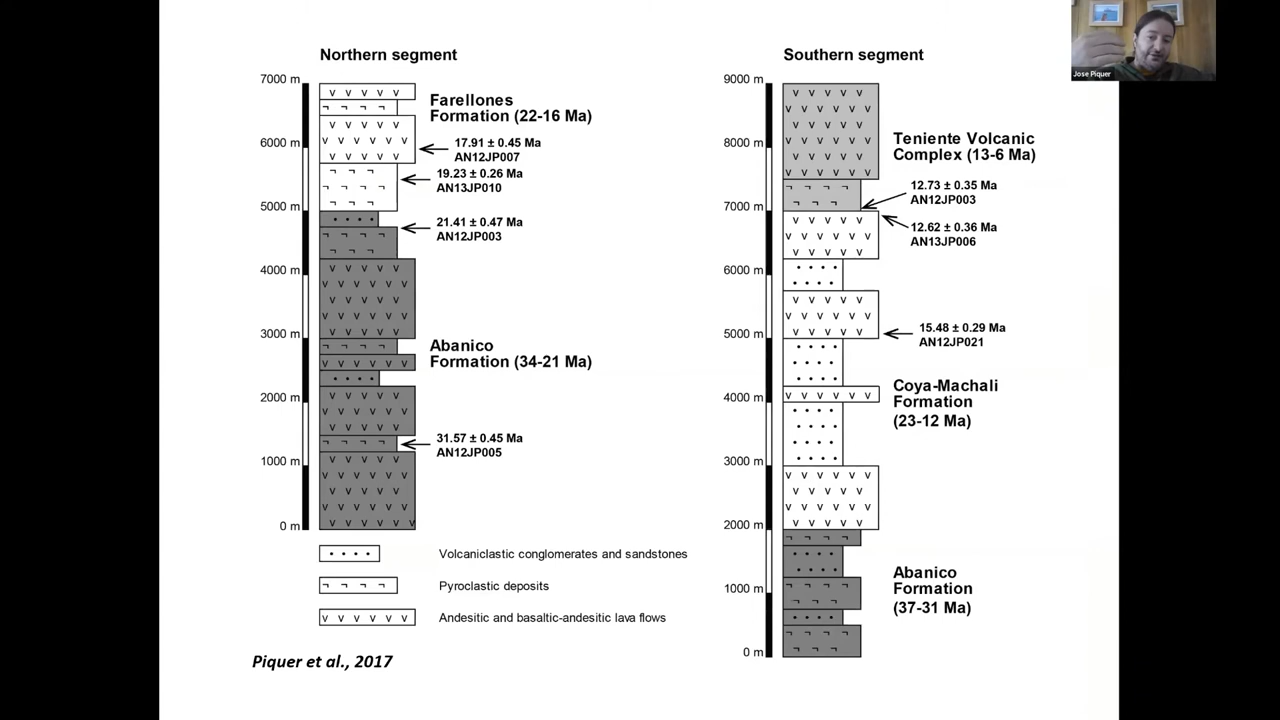 Northern segment
7000 m
6000 m
5000 m
4000 m
3000 m
2000 m
1000 m
0 m
Farellones
Formation (22-16 Ma)
17.91 ± 0.45 Ma
AN12JP007
19.23 ± 0.26 Ma
AN13JP010
21.41 ± 0.47 Ma
AN12JP003
Abanico
Formation (34-21 Ma)
31.57 ± 0.45 Ma
AN12JP005
Volcaniclastic conglomerates and sandstones
Pyroclastic deposits
Andesitic and basaltic-andesitic lava flows
Piquer et al., 2017
Southern segment
9000 m
8000 m
7000 m
6000 m
5000 m
4000 m
3000 m
2000 m
1000 m
0 m
Teniente Volcanic
Complex (13-6 Ma)
12.73 ± 0.35 Ma
AN12JP003
12.62 ± 0.36 Ma
AN13JP006
15.48 ± 0.29 Ma
AN12JP021
Coya-Machali
Formation
(23-12 Ma)
Abanico
Formation
(37-31 Ma)
Jose Piquer